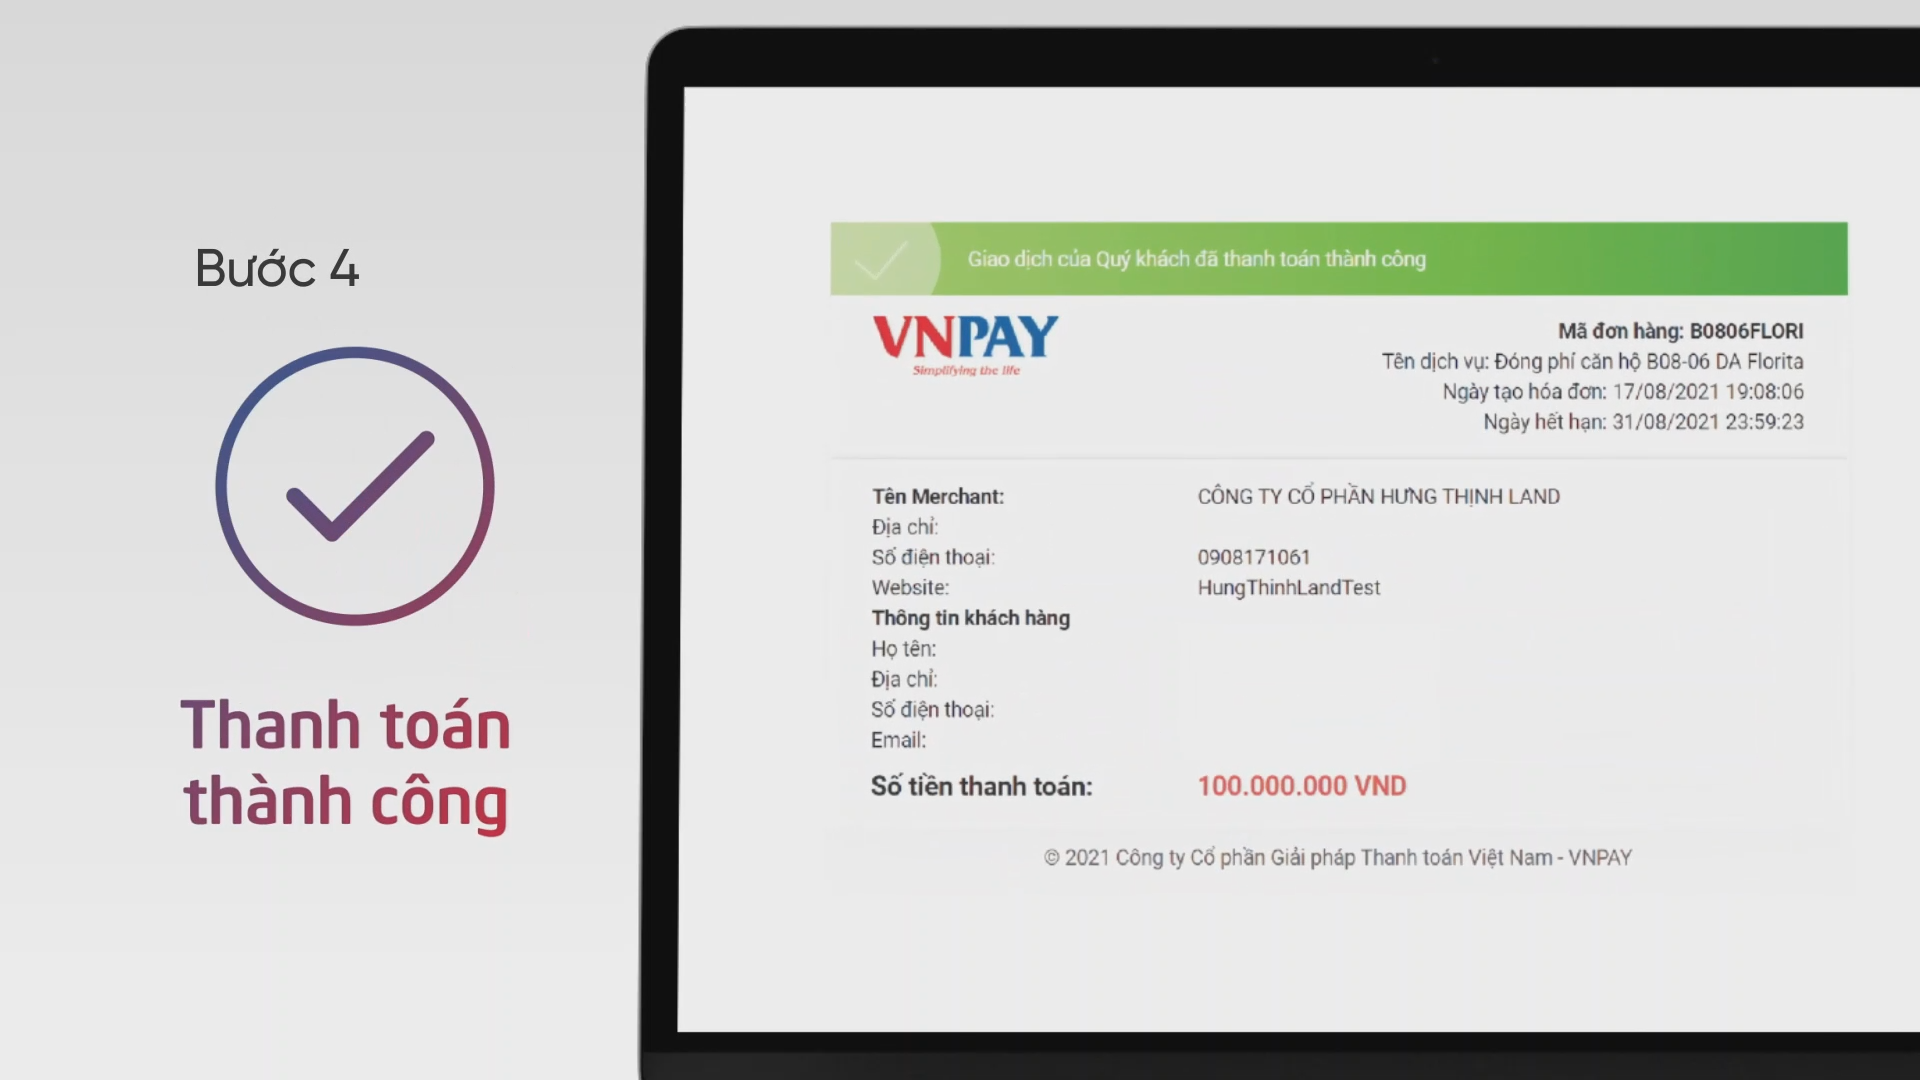 Bước 4
Thanh toán
thành công
Giao dịch của Quý khách đã thanh toán thành công
VNPAY
Simplifying the life
Mã đơn hàng: B0806FLORI
Tên dịch vụ: Đóng phí căn hộ B08-06 DA Florita
Ngày tạo hóa đơn: 17/08/2021 19:08:06
Ngày hết hạn: 31/08/2021 23:59:23
Tên Merchant: CÔNG TY CỔ PHẦN HƯNG THỊNH LAND
Địa chỉ:
Số điện thoại: 0908171061
Website: HungThinhLandTest
Thông tin khách hàng
Họ tên:
Địa chỉ:
Số điện thoại:
Email:
Số tiền thanh toán: 100.000.000 VND
© 2021 Công ty Cổ phần Giải pháp Thanh toán Việt Nam - VNPAY